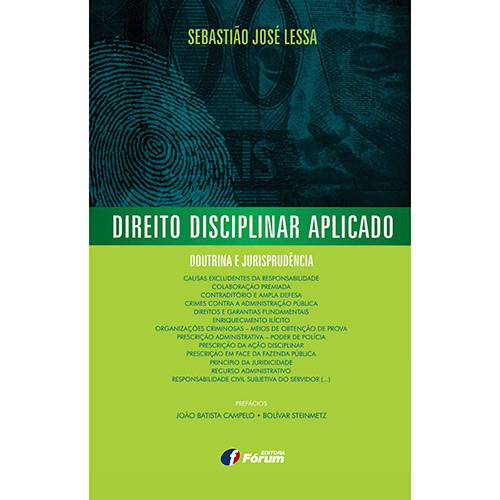 SEBASTIÃO JOSÉ LESSA
100
REAIS
DIREITO DISCIPLINAR APLICADO
DOUTRINA E JURISPRUDÊNCIA
CAUSAS EXCLUDENTES DA RESPONSABILIDADE
COLABORAÇÃO PREMIADA
CONTRADITÓRIO E AMPLA DEFESA
CRIMES CONTRA A ADMINISTRAÇÃO PÚBLICA
DIREITOS E GARANTIAS FUNDAMENTAIS
ENRIQUECIMENTO ILÍCITO
ORGANIZAÇÕES CRIMINOSAS – MEIOS DE OBTENÇÃO DE PROVA
PRESCRIÇÃO ADMINISTRATIVA – PODER DE POLÍCIA
PRESCRIÇÃO DA AÇÃO DISCIPLINAR
PRESCRIÇÃO EM FACE DA FAZENDA PÚBLICA
PRINCÍPIO DA JURIDICIDADE
RECURSO ADMINISTRATIVO
RESPONSABILIDADE CIVIL SUBJETIVA DO SERVIDOR (...)
PREFÁCIOS
JOÃO BATISTA CAMPELO • BOLÍVAR STEINMETZ
f EDITORA
Fórum